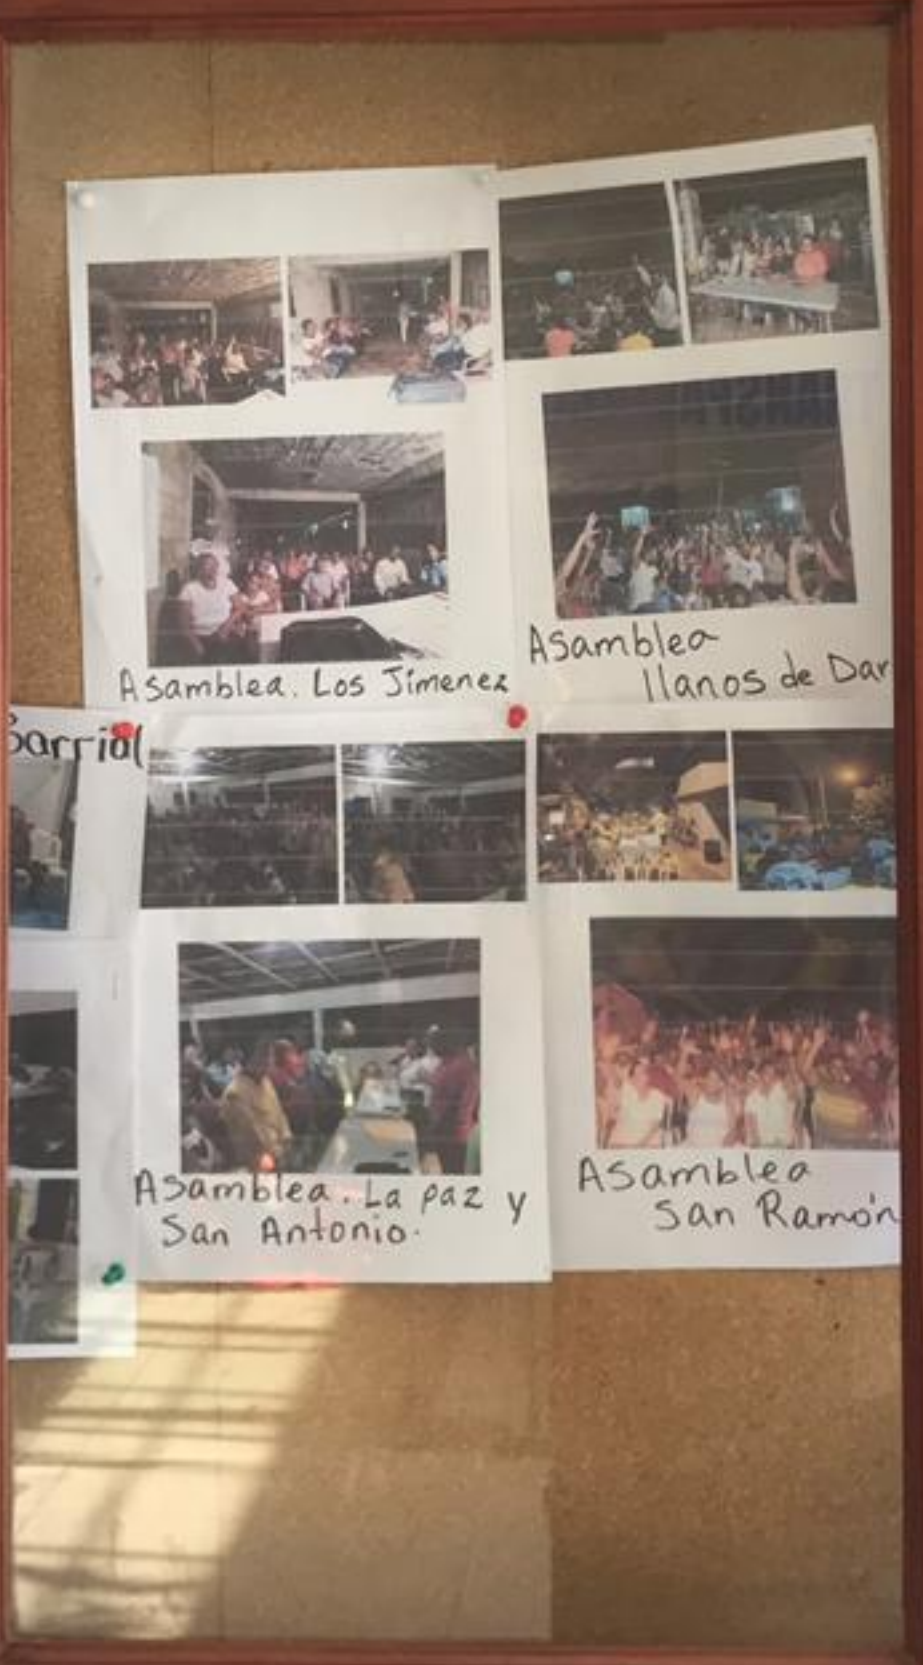 Asamblea. Los Jimenez
Asamblea
llanos de Dar
Barrial
Asamblea. La paz y
San Antonio.
Asamblea
San Ramón